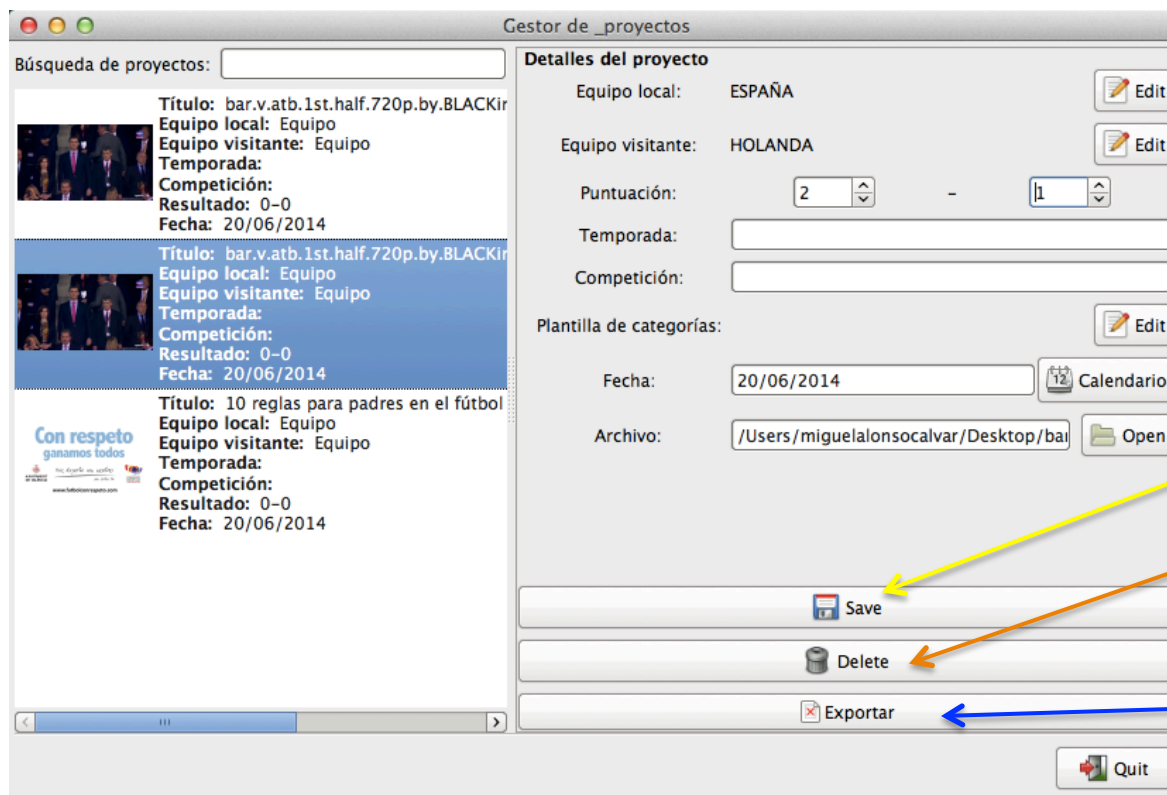 Gestor de _proyectos
Búsqueda de proyectos:
Título: bar.v.atb.1st.half.720p.by.BLACKir
Equipo local: Equipo
Equipo visitante: Equipo
Temporada:
Competición:
Resultado: 0-0
Fecha: 20/06/2014
Título: bar.v.atb.1st.half.720p.by.BLACKir
Equipo local: Equipo
Equipo visitante: Equipo
Temporada:
Competición:
Resultado: 0-0
Fecha: 20/06/2014
Con respeto
ganamos todos
www.futbolconrespeto.com
Título: 10 reglas para padres en el fútbol
Equipo local: Equipo
Equipo visitante: Equipo
Temporada:
Competición:
Resultado: 0-0
Fecha: 20/06/2014
Detalles del proyecto
Equipo local: ESPAÑA Edit
Equipo visitante: HOLANDA Edit
Puntuación: 2 - 1
Temporada:
Competición:
Plantilla de categorías: Edit
Fecha: 20/06/2014 12 Calendario
Archivo: /Users/miguelalonsocalvar/Desktop/bar Open
Save
Delete
Exportar
Quit